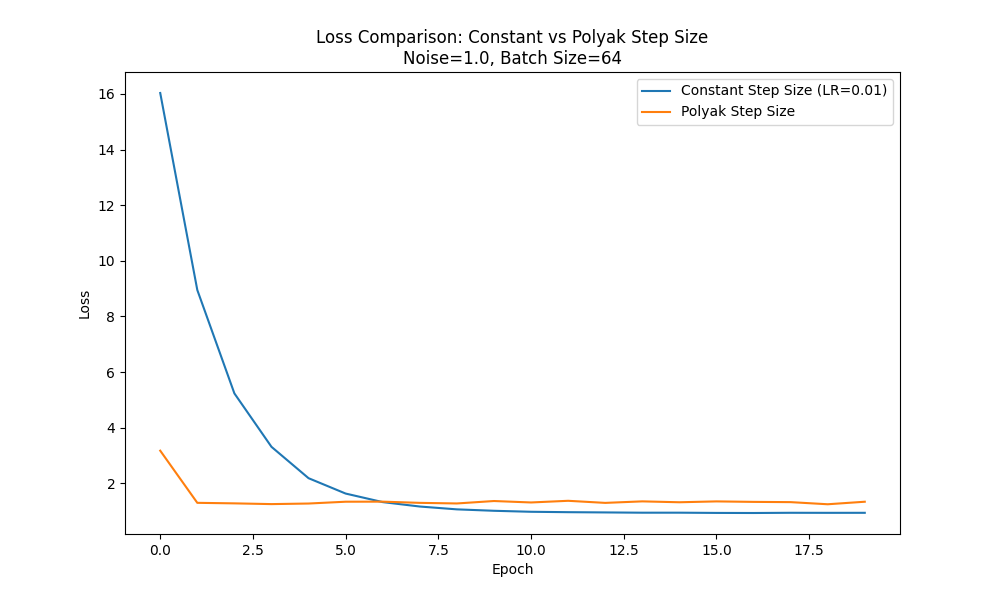 Loss Comparison: Constant vs Polyak Step Size
Noise=1.0, Batch Size=64
Constant Step Size (LR=0.01)
Polyak Step Size
Loss
16
14
12
10
8
6
4
2
0.0 2.5 5.0 7.5 10.0 12.5 15.0 17.5
Epoch